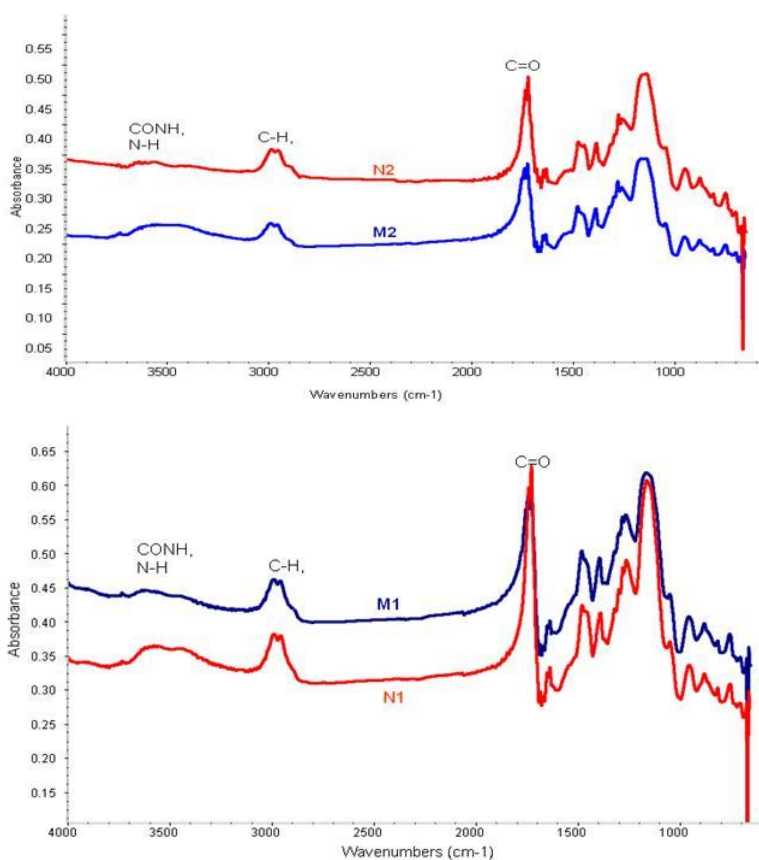 0.55
0.50
0.45
0.40
0.35
0.30
0.25
0.20
0.15
0.10
0.05
Absorbance
CONH,
N-H
C-H,
C=O
N2
M2
4000 3500 3000 2500 2000 1500 1000
Wavenumbers (cm-1)
0.65
0.60
0.55
0.50
0.45
0.40
0.35
0.30
0.25
0.20
0.15
Absorbance
CONH,
N-H
C-H,
C=O
M1
N1
4000 3500 3000 2500 2000 1500 1000
Wavenumbers (cm-1)